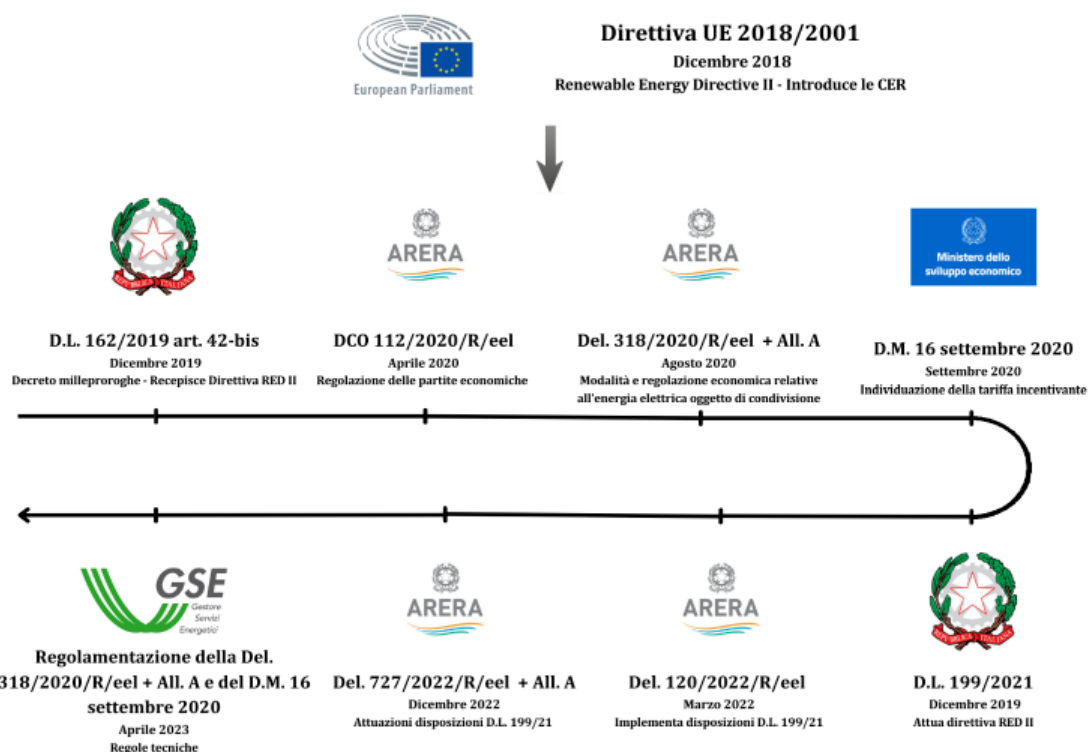 European Parliament
Direttiva UE 2018/2001
Dicembre 2018
Renewable Energy Directive II - Introduce le CER
REPVBBLICA ITALIANA
D.L. 162/2019 art. 42-bis
Dicembre 2019
Decreto milleproroghe - Recepisce Direttiva RED II
ARERA
DCO 112/2020/R/eel
Aprile 2020
Regolazione delle partite economiche
ARERA
Del. 318/2020/R/eel + All. A
Agosto 2020
Modalità e regolazione economica relative
all'energia elettrica oggetto di condivisione
Ministero dello
sviluppo economico
D.M. 16 settembre 2020
Settembre 2020
Individuazione della tariffa incentivante
GSE
Gestore
Servizi
Energetici
Regolamentazione della Del.
318/2020/R/eel + All. A e del D.M. 16
settembre 2020
Aprile 2023
Regole tecniche
ARERA
Del. 727/2022/R/eel + All. A
Dicembre 2022
Attuazioni disposizioni D.L. 199/21
ARERA
Del. 120/2022/R/eel
Marzo 2022
Implementa disposizioni D.L. 199/21
REPVBBLICA ITALIANA
D.L. 199/2021
Dicembre 2019
Attua direttiva RED II